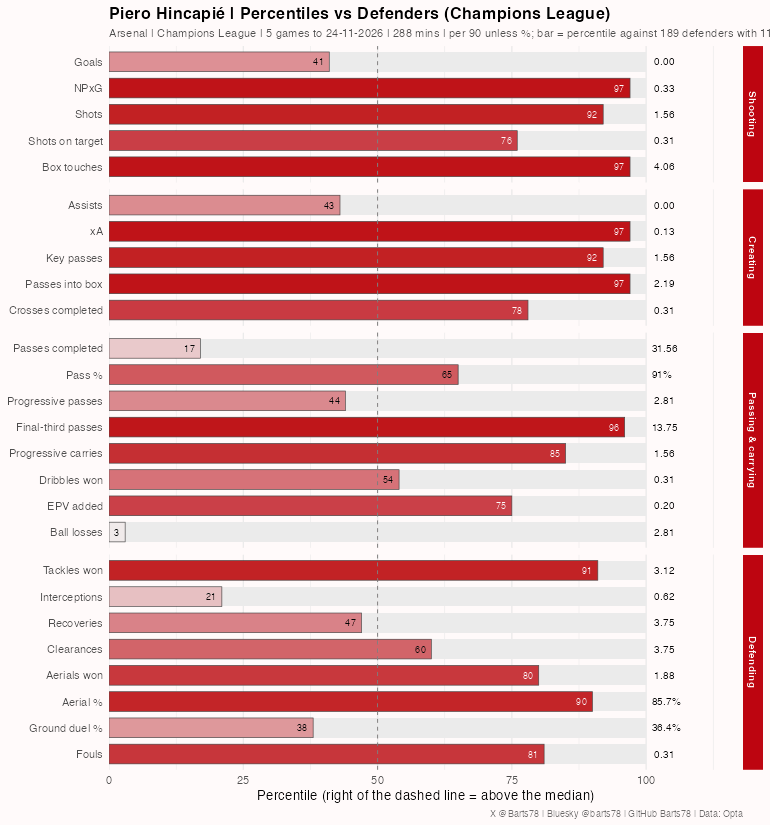 Piero Hincapié | Percentiles vs Defenders (Champions League)
Arsenal | Champions League | 5 games to 24-11-2026 | 288 mins | per 90 unless %; bar = percentile against 189 defenders with 11
Goals 41 0.00
NPxG 97 0.33
Shots 92 1.56
Shots on target 76 0.31
Box touches 97 4.06
Shooting
Assists 43 0.00
xA 97 0.13
Key passes 92 1.56
Passes into box 97 2.19
Crosses completed 78 0.31
Creating
Passes completed 17 31.56
Pass % 65 91%
Progressive passes 44 2.81
Final-third passes 96 13.75
Progressive carries 85 1.56
Dribbles won 54 0.31
EPV added 75 0.20
Ball losses 3 2.81
Passing & carrying
Tackles won 91 3.12
Interceptions 21 0.62
Recoveries 47 3.75
Clearances 60 3.75
Aerials won 80 1.88
Aerial % 90 85.7%
Ground duel % 38 36.4%
Fouls 81 0.31
Defending
0 25 50 75 100
Percentile (right of the dashed line = above the median)
X @Barts78 | Bluesky @barts78 | GitHub Barts78 | Data: Opta